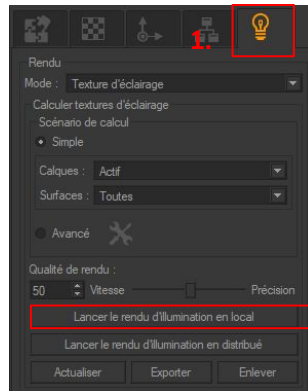 1.
Rendu
Mode : Texture d'éclairage
Calculer textures d'éclairage
Scénario de calcul
Simple
Calques : Actif
Surfaces : Toutes
Avancé
Qualité de rendu :
50 Vitesse Précision
Lancer le rendu d'illumination en local
Lancer le rendu d'illumination en distribué
Actualiser Exporter Enlever